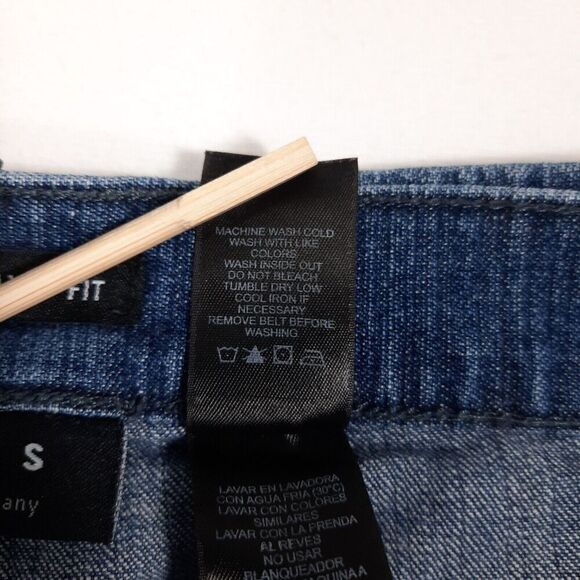 MACHINE WASH COLD
WASH WITH LIKE
COLORS
WASH INSIDE OUT
DO NOT BLEACH
TUMBLE DRY LOW
COOL IRON IF
NECESSARY
REMOVE BELT BEFORE
WASHING
FIT
S
any
LAVAR EN LAVADORA
CON AGUA FRIA (30°C)
LAVAR CON COLORES
SIMILARES
LAVAR CON LA PRENDA
AL REVES
NO USAR
BLANQUEADOR